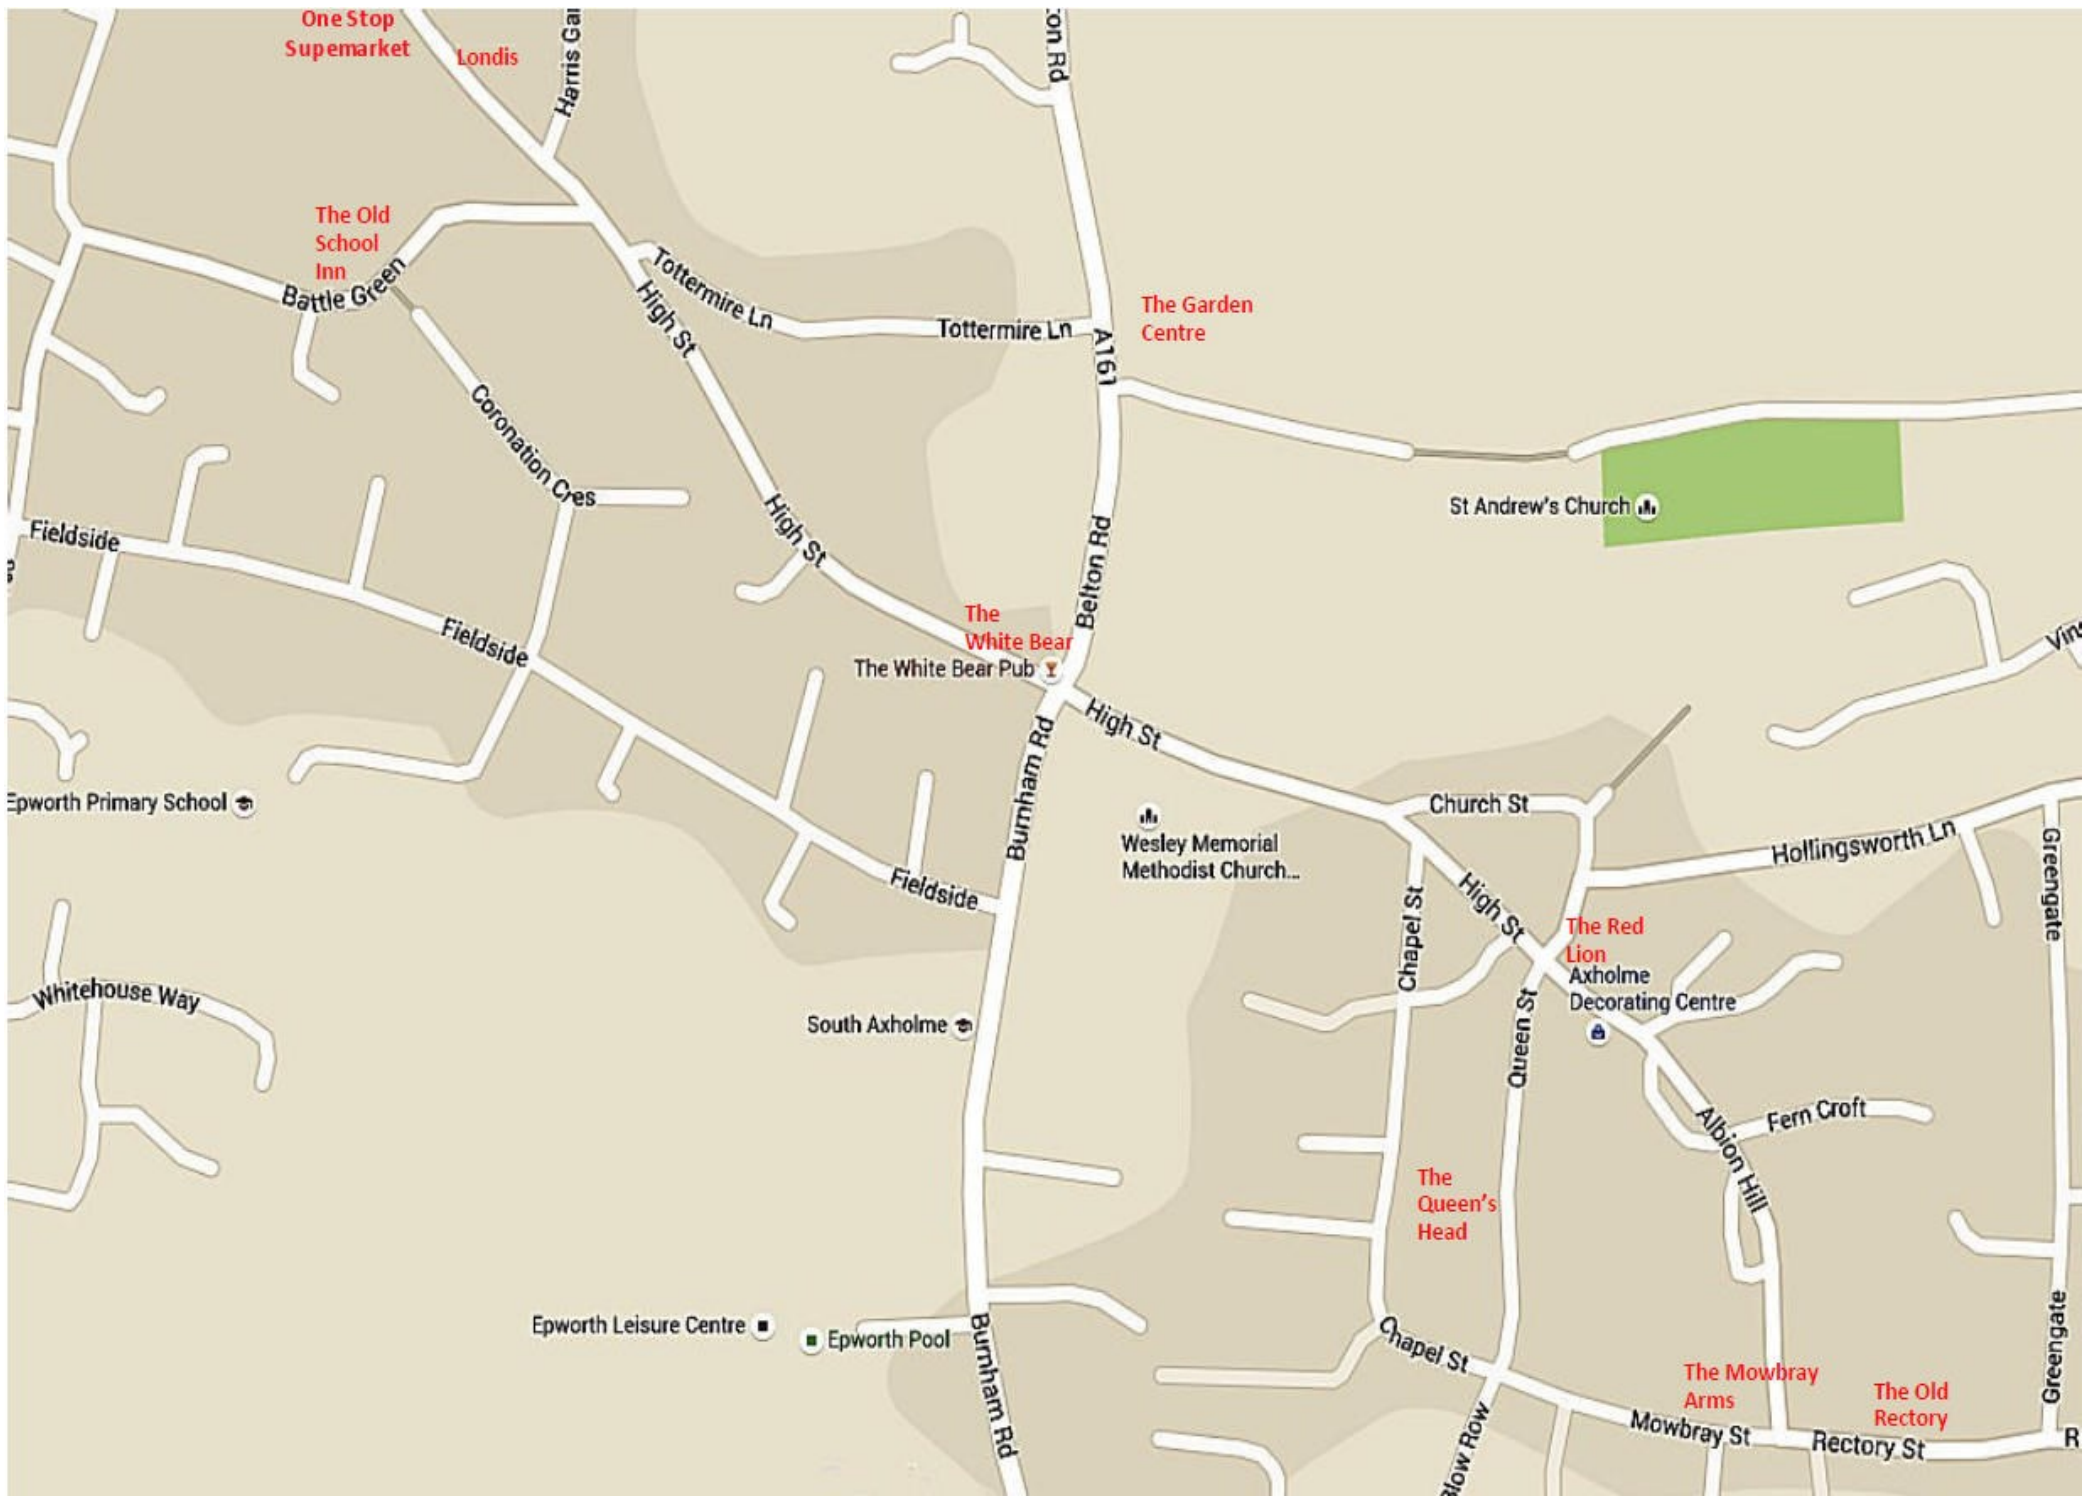 One Stop
Supemarket
Londis
Harris Gar
ton Rd
The Old
School
Inn
Battle Green
Tottermire Ln
Tottermire Ln
High St
A161
The Garden
Centre
Coronation Cres
High St
St Andrew's Church
Fieldside
Belton Rd
Fieldside
The
White Bear
The White Bear Pub
High St
Vins
Burnham Rd
Epworth Primary School
Church St
Wesley Memorial
Methodist Church...
Hollingsworth Ln
Greengate
Fieldside
High St
Chapel St
The Red
Lion
Axholme
Decorating Centre
Whitehouse Way
South Axholme
Queen St
Fern Croft
Albion Hill
The
Queen's
Head
Epworth Leisure Centre
Epworth Pool
Burnham Rd
Chapel St
Greengate
The Mowbray
Arms
The Old
Rectory
Mowbray St
Rectory St
R
Blow Row